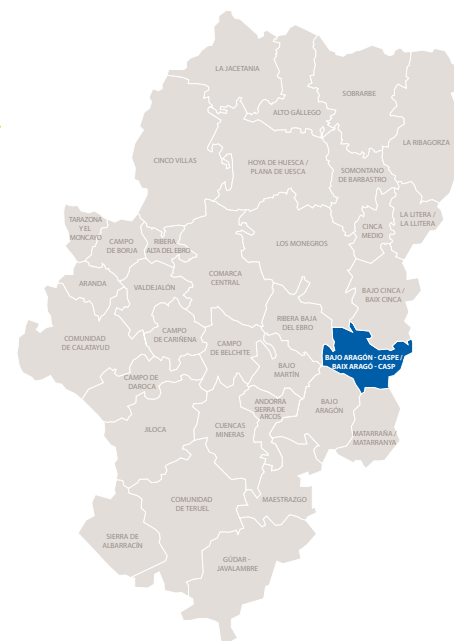 LA JACETANIA
SOBRARBE
ALTO GÁLLEGO
LA RIBAGORZA
CINCO VILLAS
HOYA DE HUESCA /
PLANA DE UESCA
SOMONTANO
DE BARBASTRO
TARAZONA
Y EL
MONCAYO
CAMPO
DE BORJA
RIBERA
ALTA DEL EBRO
LA LITERA /
LA LLITERA
CINCA
MEDIO
LOS MONEGROS
COMARCA
CENTRAL
ARANDA
VALDEJALÓN
BAJO CINCA /
BAIX CINCA
RIBERA BAJA
DEL EBRO
COMUNIDAD
DE CALATAYUD
CAMPO
DE CARIÑENA
CAMPO
DE BELCHITE
BAJO ARAGÓN - CASPE /
BAIX ARAGÓ - CASP
BAJO
MARTÍN
CAMPO DE
DAROCA
ANDORRA
SIERRA DE
ARCOS
BAJO
ARAGÓN
JILOCA
CUENCAS
MINERAS
MATARRAÑA /
MATARRANYA
COMUNIDAD
DE TERUEL
MAESTRAZGO
SIERRA DE
ALBARRACÍN
GÚDAR -
JAVALAMBRE